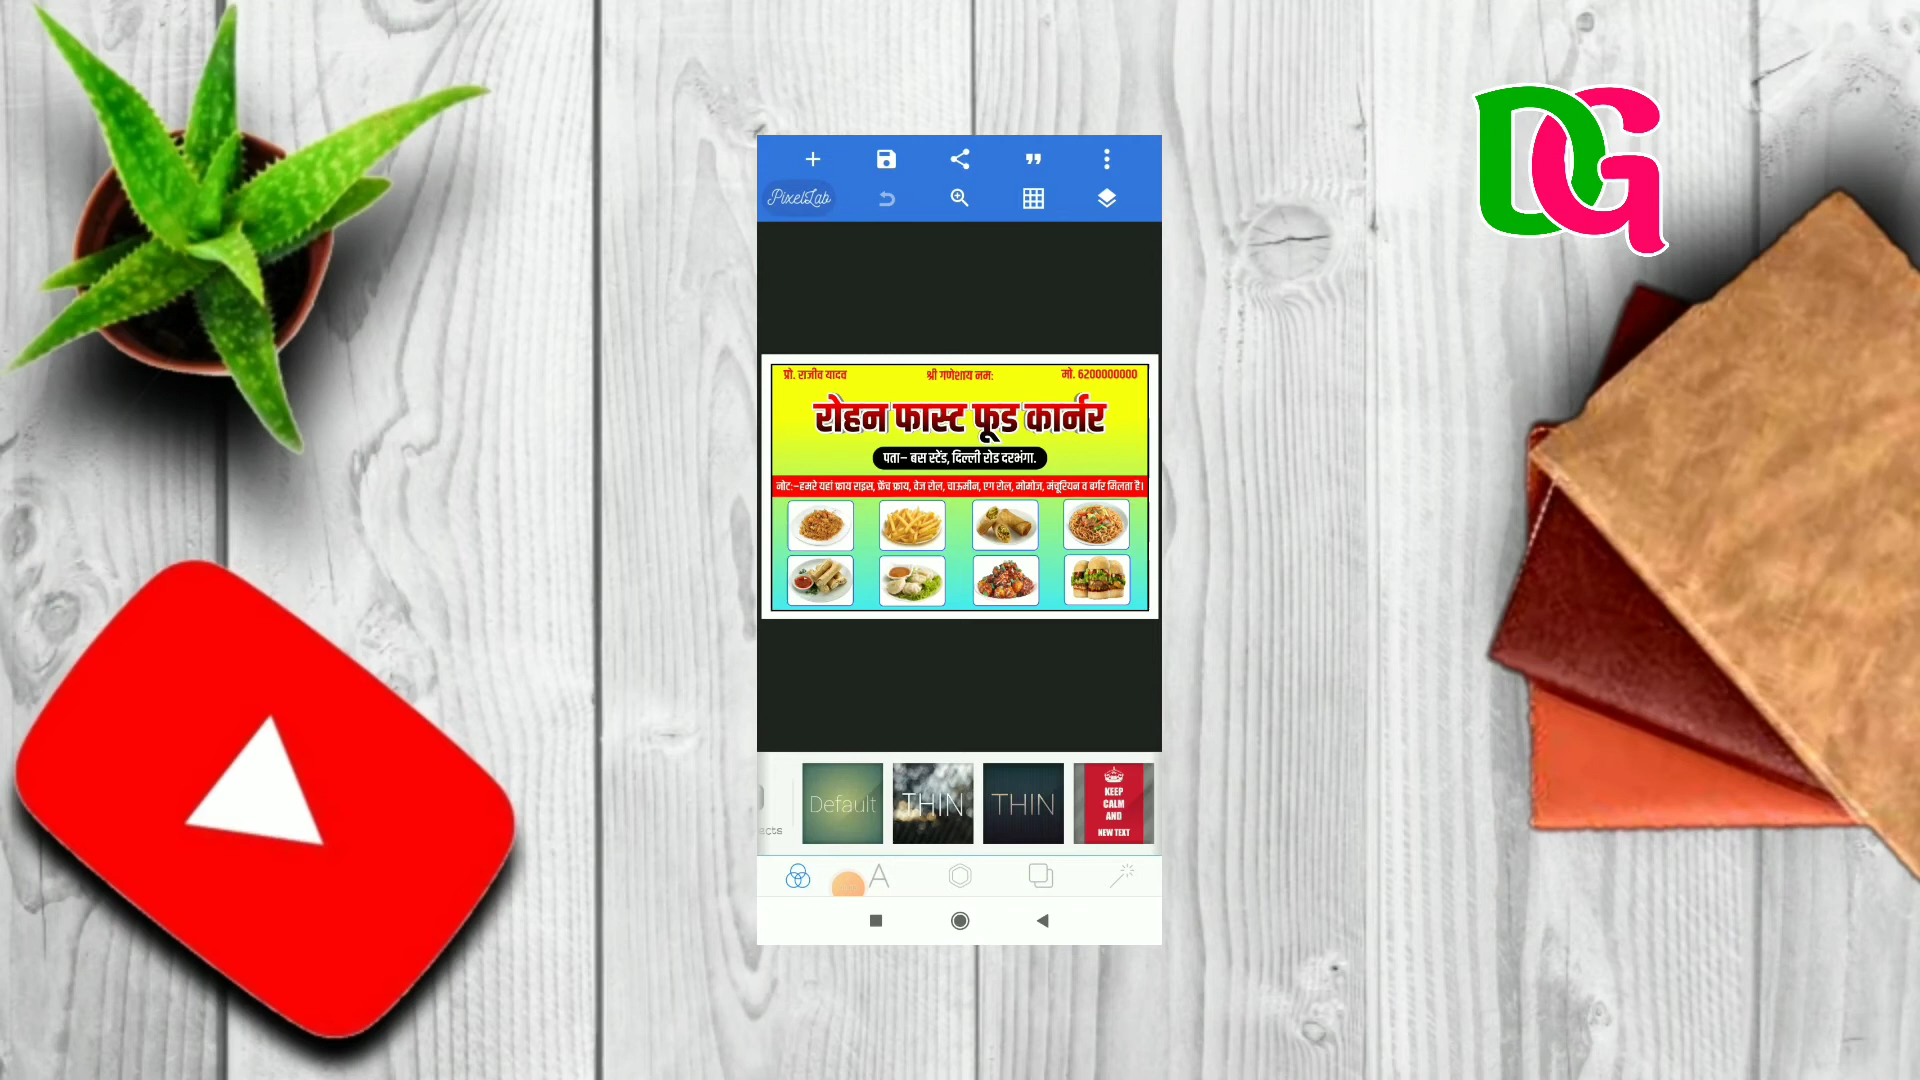 DG
PixelLab
प्रो. राजीव यादव
श्री गणेशाय नम:
मो. 6200000000
रोहन फास्ट फूड कार्नर
पता– बस स्टेंड, दिल्ली रोड दरभंगा.
नोट:–हमरे यहां फ्राय राइस, फ्रेंच फ्राय, वेज रोल, चाऊमीन, एग रोल, मोमोज, मंचूरियन व बर्गर मिलता है।
Default
THIN
THIN
KEEP
CALM
AND
NEW TEXT